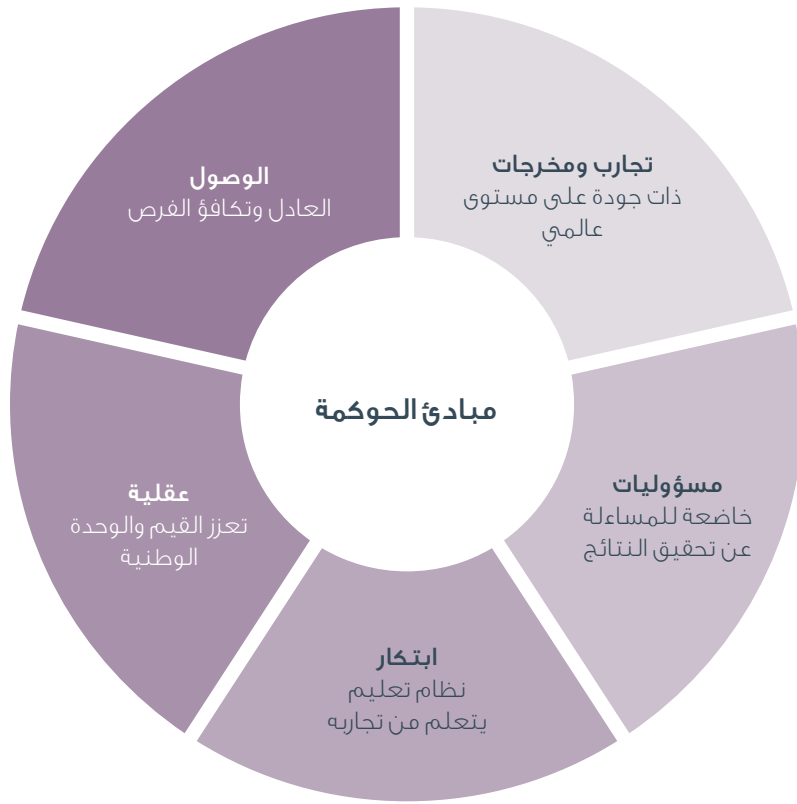 مبادئ الحوكمة
تجارب ومخرجات
ذات جودة على مستوى
عالمي
مسؤوليات
خاضعة للمساءلة
عن تحقيق النتائج
ابتكار
نظام تعليم
يتعلم من تجاربه
عقلية
تعزز القيم والوحدة
الوطنية
الوصول
العادل وتكافؤ الفرص